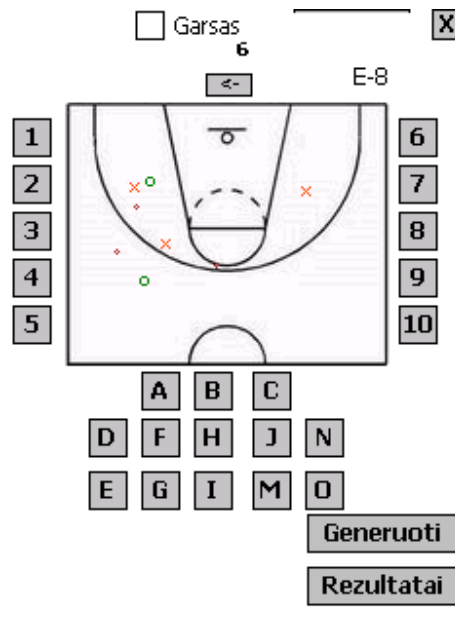 Garsas X
6
<- E-8
1 6
2 7
3 8
4 9
5 10
A B C
D F H J N
E G I M O
Generuoti
Rezultatai